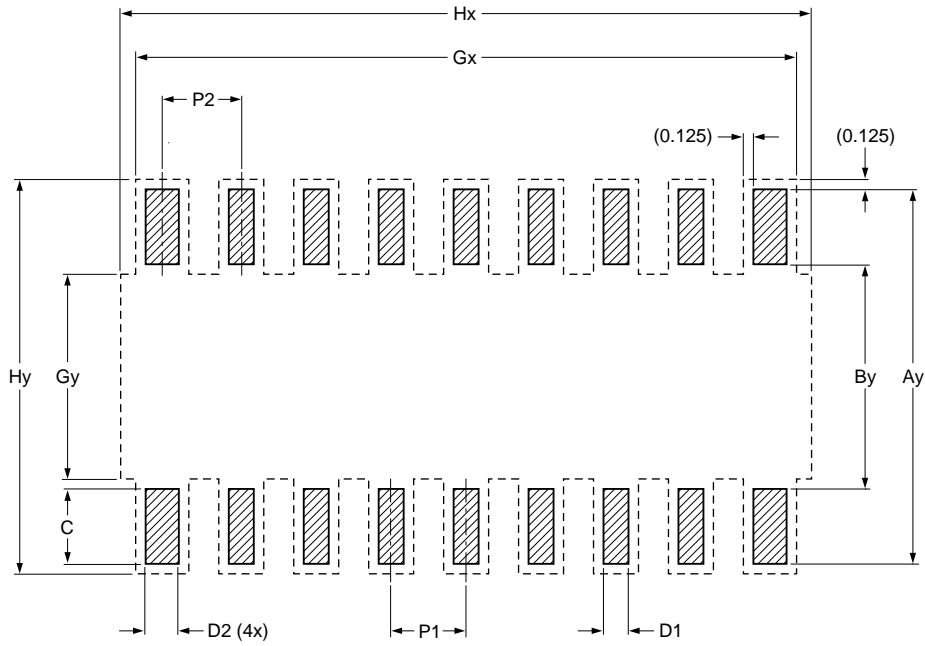 Hx
Gx
P2
(0.125)
(0.125)
Hy
Gy
By
Ay
C
D2 (4x)
P1
D1